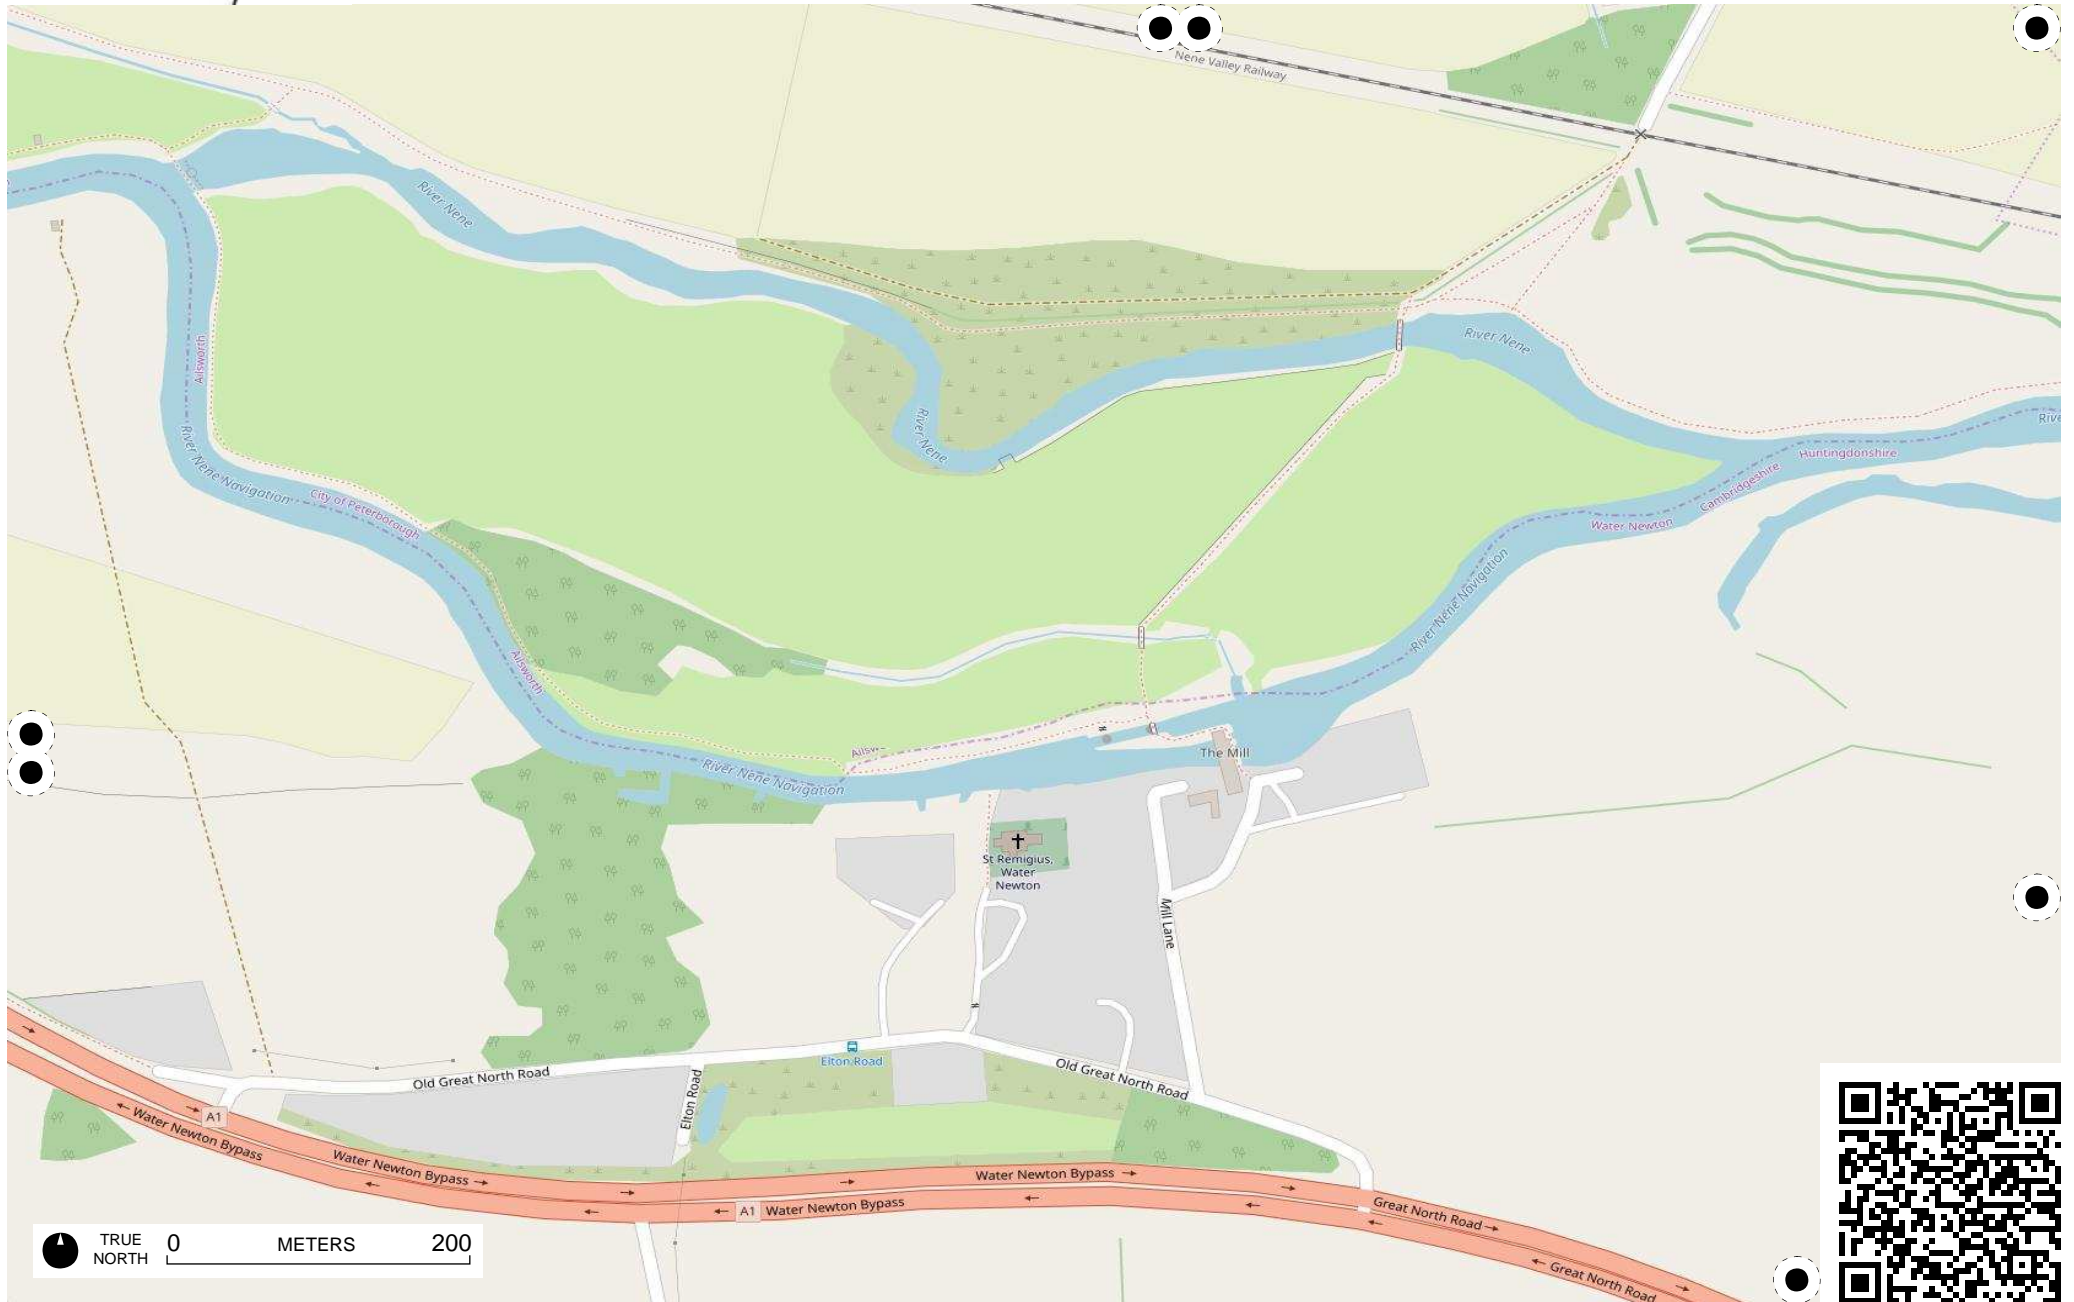 Nene Valley Railway
River Nene
River Nene
Rive
Ailsworth
River Nene
Huntingdonshire
Cambridgeshire
Water Newton
River Nene Navigation
City of Peterborough
River Nene Navigation
Ailsworth
Ailsw
The Mill
River Nene Navigation
St Remigius,
Water
Newton
Mill Lane
Elton Road
Old Great North Road
Old Great North Road
Elton Road
A1
Water Newton Bypass
Water Newton Bypass
Water Newton Bypass
A1
Water Newton Bypass
Great North Road
Great North Road
TRUE
NORTH
0 METERS 200